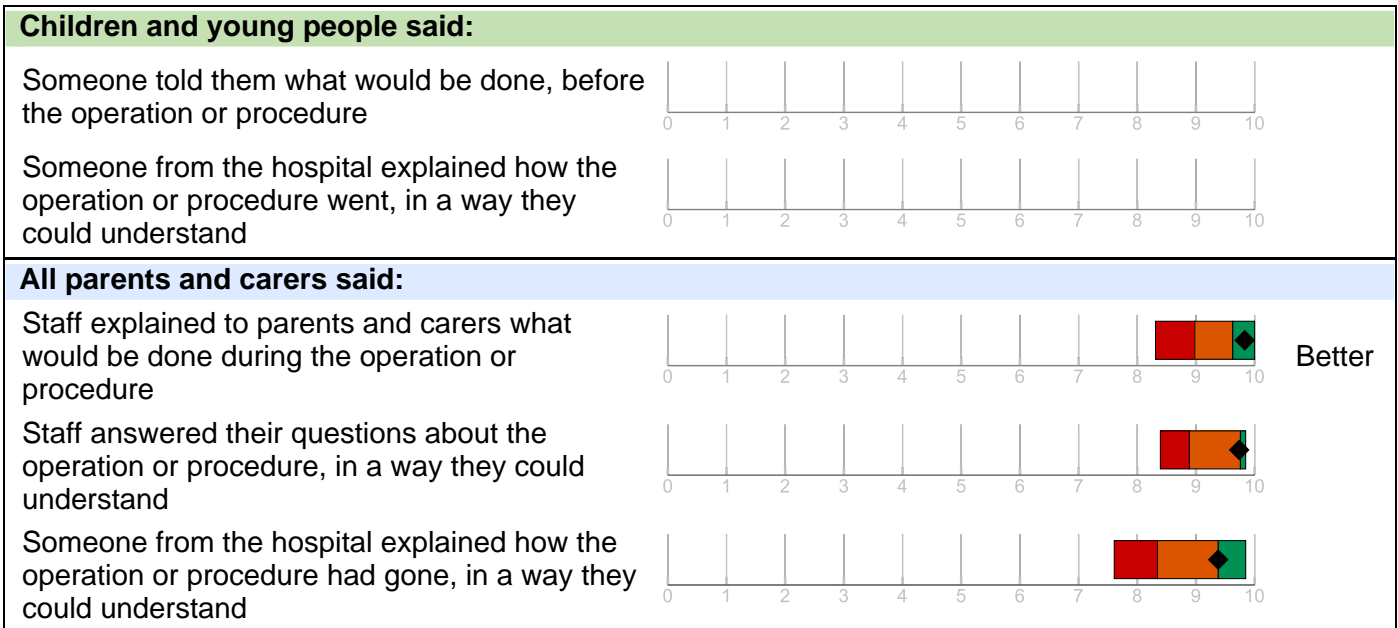 Children and young people said:
Someone told them what would be done, before
the operation or procedure
0 1 2 3 4 5 6 7 8 9 10
Someone from the hospital explained how the
operation or procedure went, in a way they
could understand
0 1 2 3 4 5 6 7 8 9 10
All parents and carers said:
Staff explained to parents and carers what
would be done during the operation or
procedure
0 1 2 3 4 5 6 7 8 9 10
Better
Staff answered their questions about the
operation or procedure, in a way they could
understand
0 1 2 3 4 5 6 7 8 9 10
Someone from the hospital explained how the
operation or procedure had gone, in a way they
could understand
0 1 2 3 4 5 6 7 8 9 10